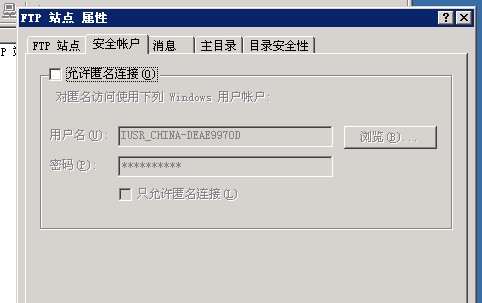 FTP 站点 属性
FTP 站点 安全帐户 消息 主目录 目录安全性
允许匿名连接(O)
对匿名访问使用下列 Windows 用户帐户:
用户名(U): IUSR_CHINA-DEAE997OD 浏览(B)...
密码(P): **********
只允许匿名连接(L)